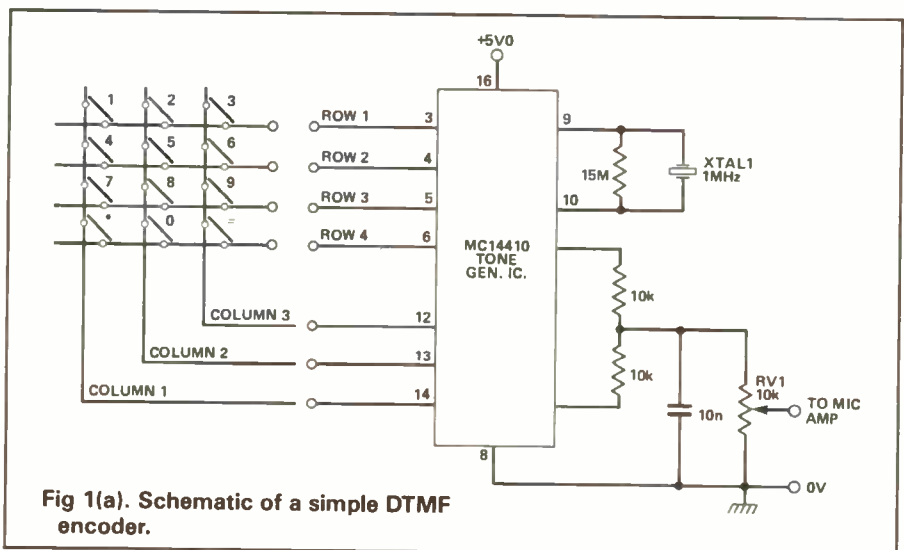 +5V0
16
1 2 3
ROW 1 3
4 5 6
ROW 2 4
7 8 9
ROW 3 5
* 0 =
ROW 4 6
COLUMN 3 12
COLUMN 2 13
COLUMN 1 14
MC14410
TONE
GEN. IC.
9
15M
XTAL1
1MHz
10
10k
10k
10n
RV1
10k
TO MIC
AMP
8
0V
Fig 1(a). Schematic of a simple DTMF
encoder.